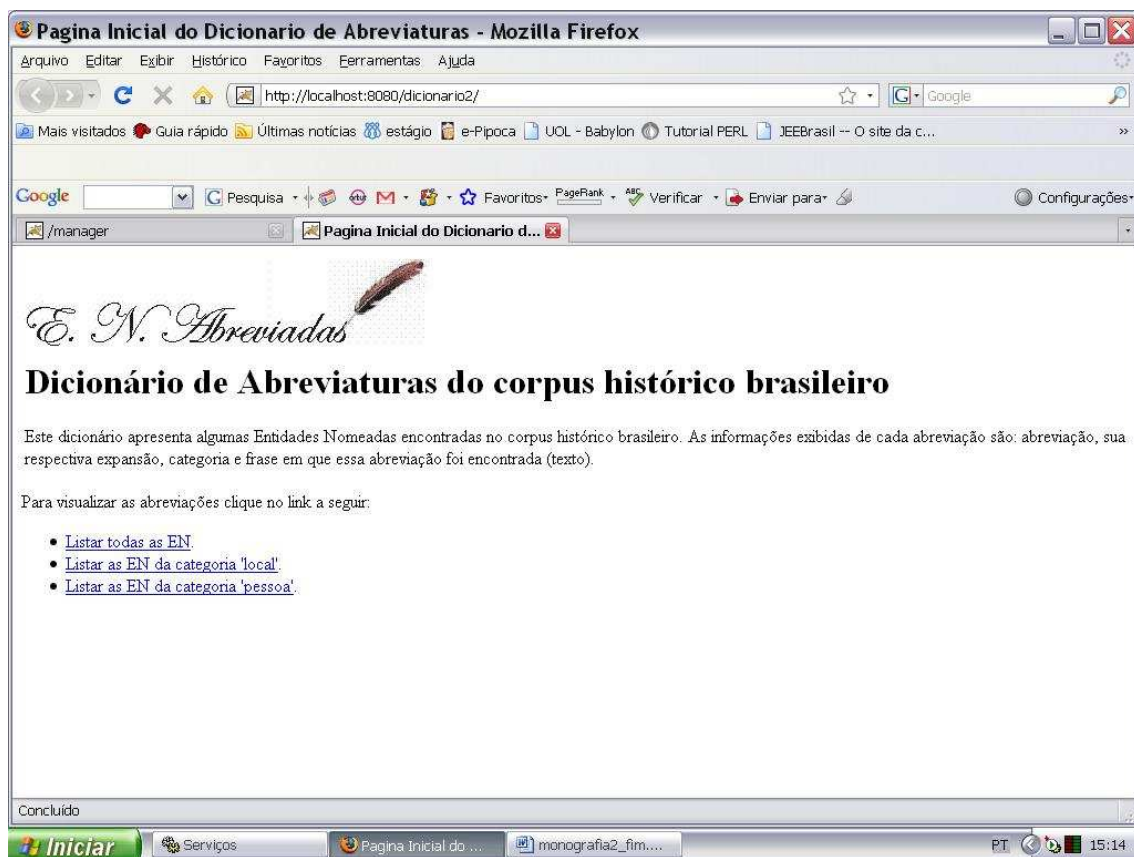 Pagina Inicial do Dicionario de Abreviaturas - Mozilla Firefox
Arquivo Editar Exibir Histórico Favoritos Ferramentas Ajuda
http://localhost:8080/dicionario2/ G Google
Mais visitados Guia rápido Últimas notícias estágio e-Pipoca UOL - Babylon Tutorial PERL JEEBrasil -- O site da c... »
Google G Pesquisa Favoritos PageRank ABC Verificar Enviar para Configurações
/manager Pagina Inicial do Dicionario d...
E. N. Abreviadas
Dicionário de Abreviaturas do corpus histórico brasileiro
Este dicionário apresenta algumas Entidades Nomeadas encontradas no corpus histórico brasileiro. As informações exibidas de cada abreviação são: abreviação, sua
respectiva expansão, categoria e frase em que essa abreviação foi encontrada (texto).
Para visualizar as abreviações clique no link a seguir:
Listar todas as EN.
Listar as EN da categoria 'local'.
Listar as EN da categoria 'pessoa'.
Concluído
Iniciar Serviços Pagina Inicial do ... monografia2_fim.... PT 15:14